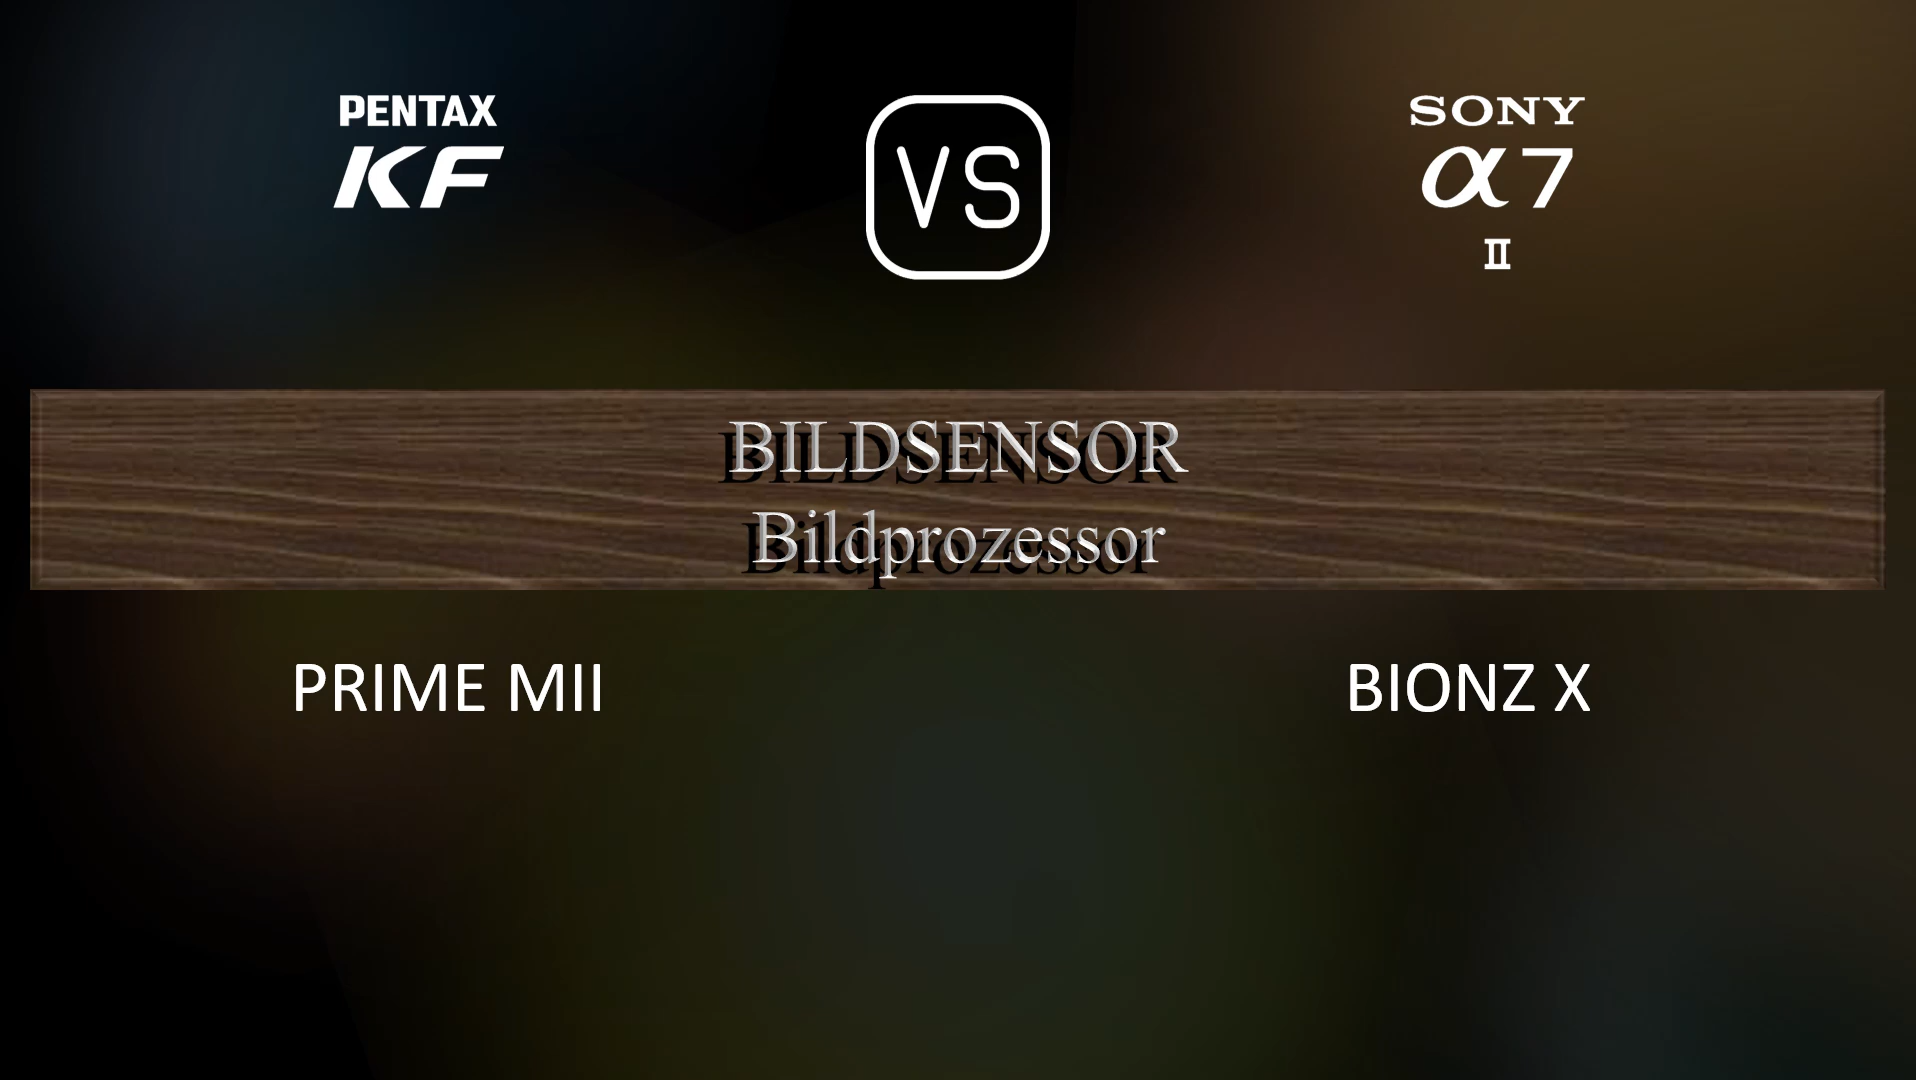 PENTAX
KF
VS
SONY
α7
II
BILDSENSOR
Bildprozessor
PRIME MII
BIONZ X